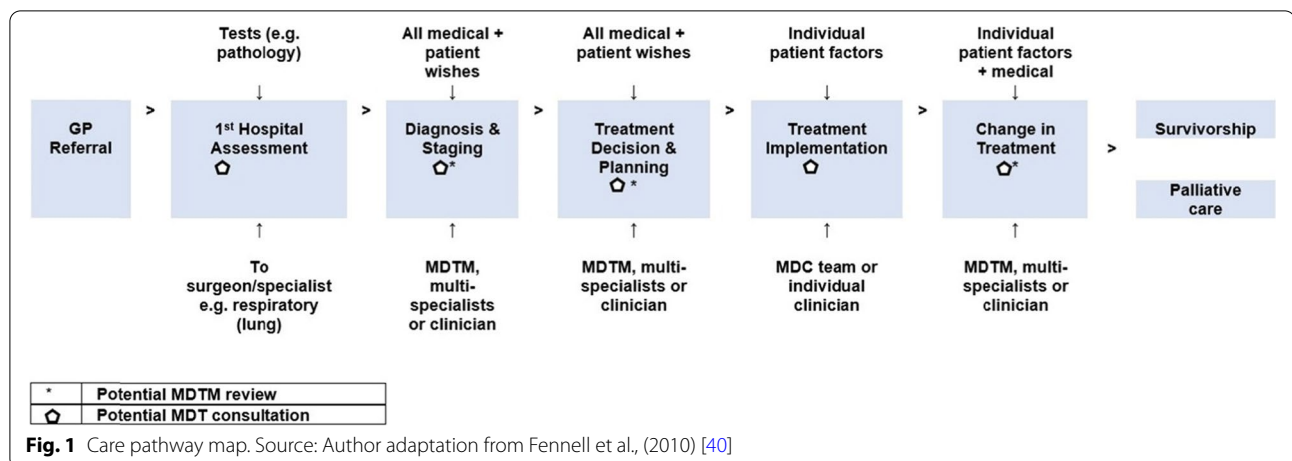 Tests (e.g.
pathology)
All medical +
patient
wishes
All medical +
patient wishes
Individual
patient factors
Individual
patient factors
+ medical
↓ ↓ ↓ ↓ ↓
GP
Referral
>
1st Hospital
Assessment
>
Diagnosis &
Staging
*
>
Treatment
Decision &
Planning
*
>
Treatment
Implementation
>
Change in
Treatment
*
>
Survivorship
Palliative
care
↑ ↑ ↑ ↑ ↑
To
surgeon/specialist
e.g. respiratory
(lung)
MDTM,
multi-
specialists
or clinician
MDTM, multi-
specialists or
clinician
MDC team or
individual
clinician
MDTM, multi-
specialists or
clinician
* Potential MDTM review
Potential MDT consultation
Fig. 1 Care pathway map. Source: Author adaptation from Fennell et al., (2010) [40]